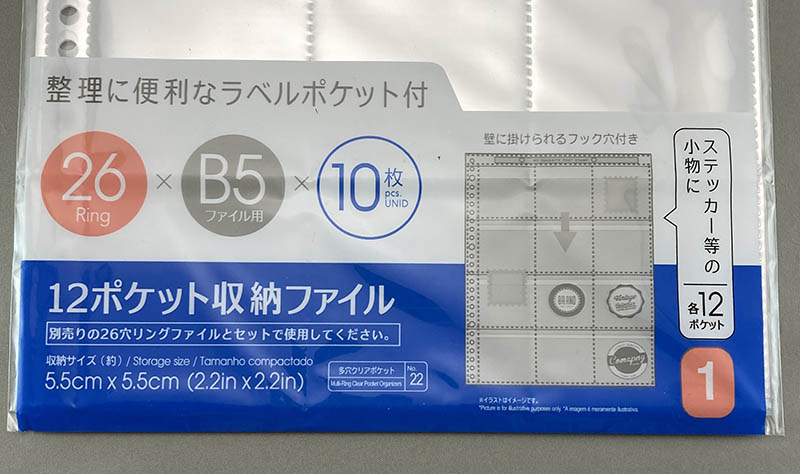 整理に便利なラベルポケット付
26
Ring
×
B5
ファイル用
×
10枚
pcs.
UNID
壁に掛けられるフック穴付き
ステッカー等の
小物に
各12
ポケット
1
BRAND
Vintage
Company
12ポケット収納ファイル
別売りの26穴リングファイルとセットで使用してください。
収納サイズ（約）/ Storage size / Tamanho compactado
5.5cm x 5.5cm (2.2in x 2.2in)
多穴クリアポケット
Multi-Ring Clear Pocket Organizers
No.
22
※イラストはイメージです。
*Picture is for illustrative purposes only *A imagem é meramente ilustrativa.